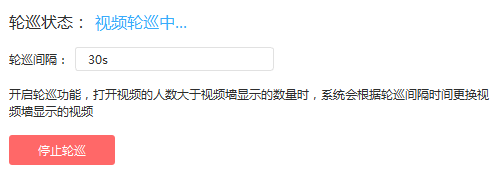 轮巡状态： 视频轮巡中...
轮巡间隔： 30s
开启轮巡功能，打开视频的人数大于视频墙显示的数量时，系统会根据轮巡间隔时间更换视
频墙显示的视频
停止轮巡